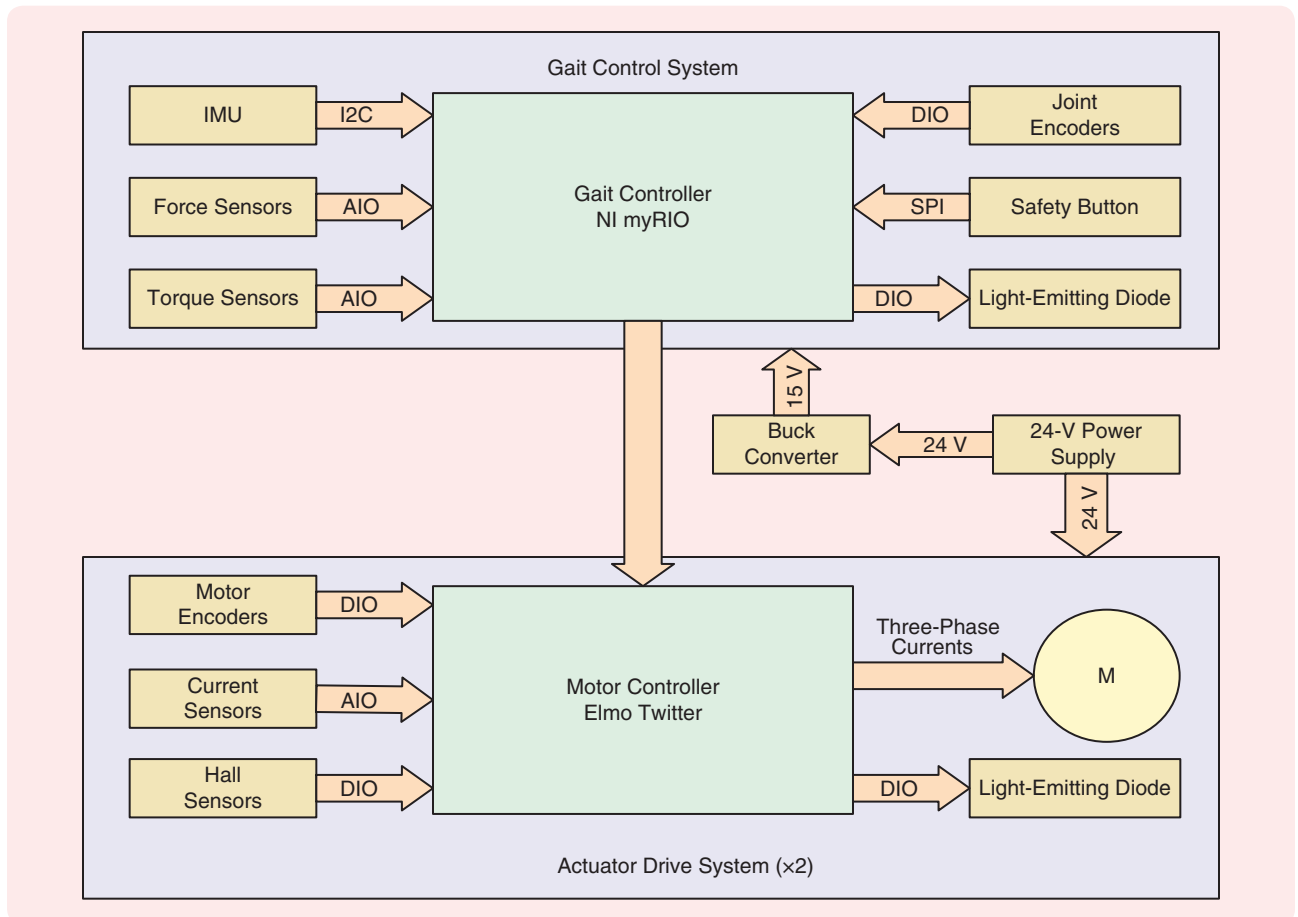 Gait Control System
IMU
I2C
Force Sensors
AIO
Torque Sensors
AIO
Gait Controller
NI myRIO
DIO
Joint
Encoders
SPI
Safety Button
DIO
Light-Emitting Diode
15 V
Buck
Converter
24 V
24-V Power
Supply
24 V
Motor
Encoders
DIO
Current
Sensors
AIO
Hall
Sensors
DIO
Motor Controller
Elmo Twitter
Three-Phase
Currents
M
DIO
Light-Emitting Diode
Actuator Drive System (×2)